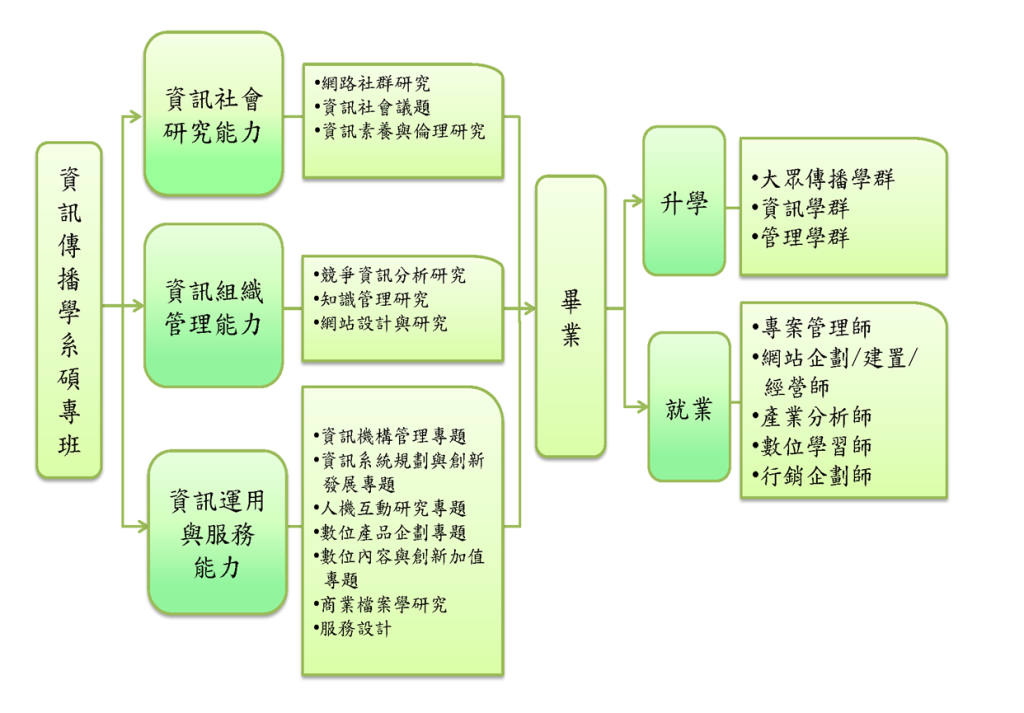 資訊傳播學系碩專班
資訊社會
研究能力
•網路社群研究
•資訊社會議題
•資訊素養與倫理研究
資訊組織
管理能力
•競爭資訊分析研究
•知識管理研究
•網站設計與研究
資訊運用
與服務
能力
•資訊機構管理專題
•資訊系統規劃與創新
發展專題
•人機互動研究專題
•數位產品企劃專題
•數位內容與創新加值
專題
•商業檔案學研究
•服務設計
畢業
升學
•大眾傳播學群
•資訊學群
•管理學群
就業
•專案管理師
•網站企劃/建置/
經營師
•產業分析師
•數位學習師
•行銷企劃師